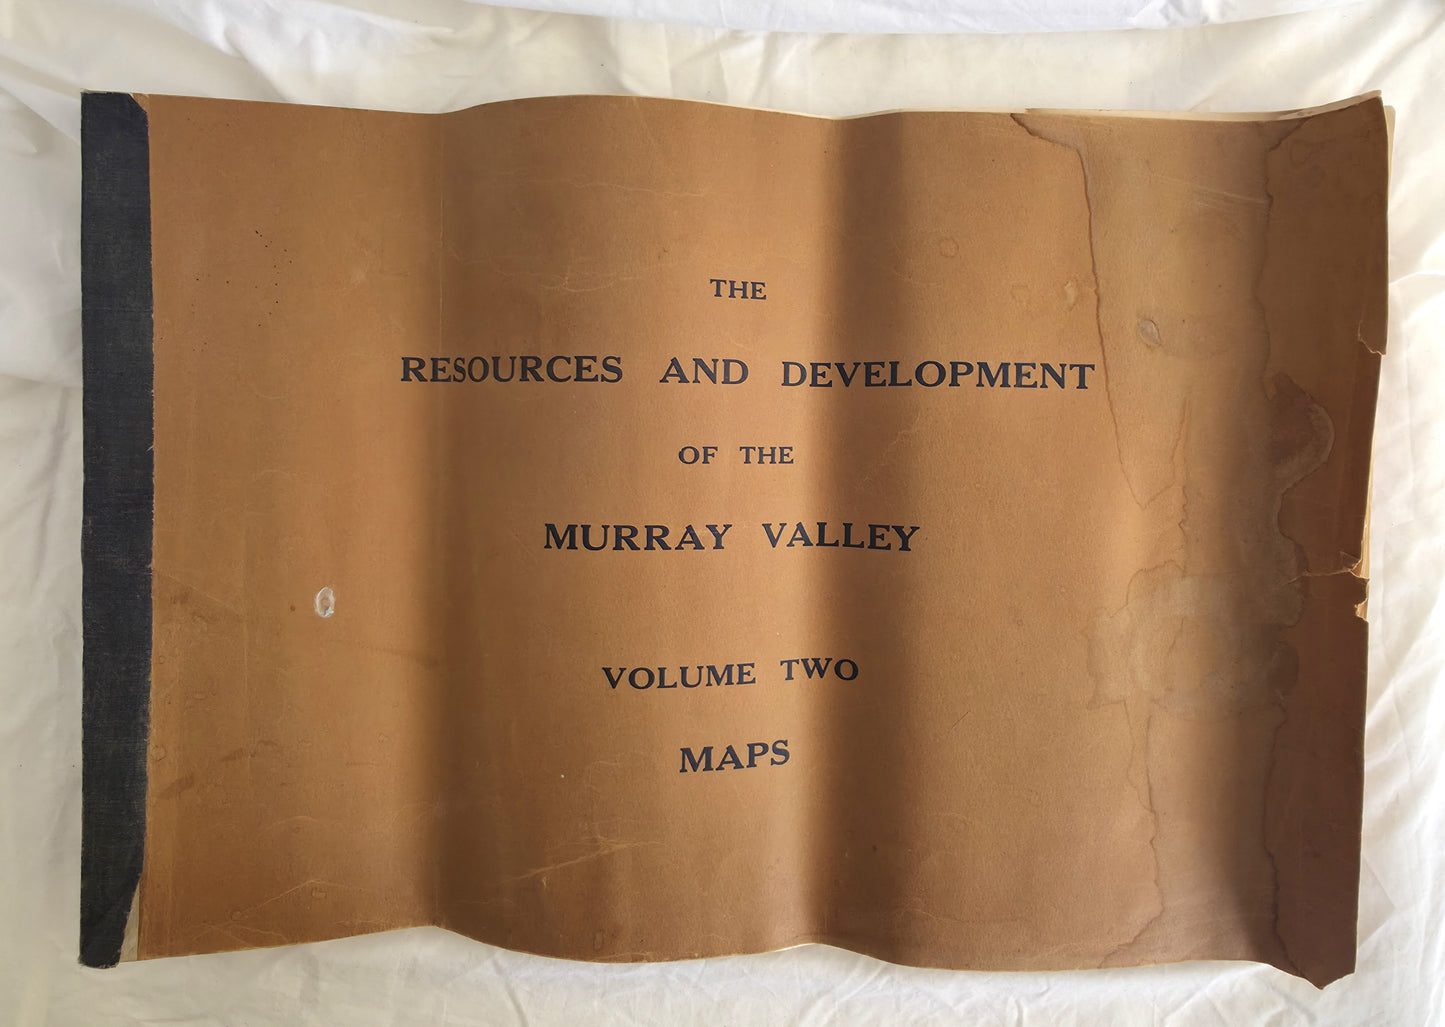 THE
RESOURCES AND DEVELOPMENT
OF THE
MURRAY VALLEY
VOLUME TWO
MAPS